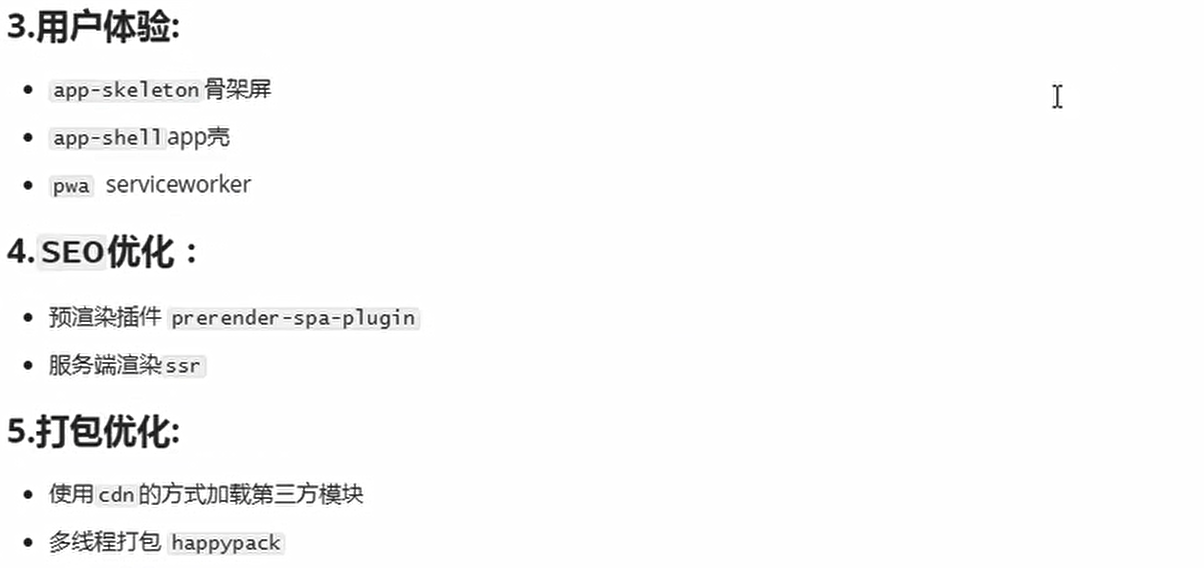 3.用户体验:
app-skeleton骨架屏
app-shellapp壳
pwa serviceworker
4.SEO优化：
预渲染插件 prerender-spa-plugin
服务端渲染ssr
5.打包优化:
使用cdn的方式加载第三方模块
多线程打包 happypack